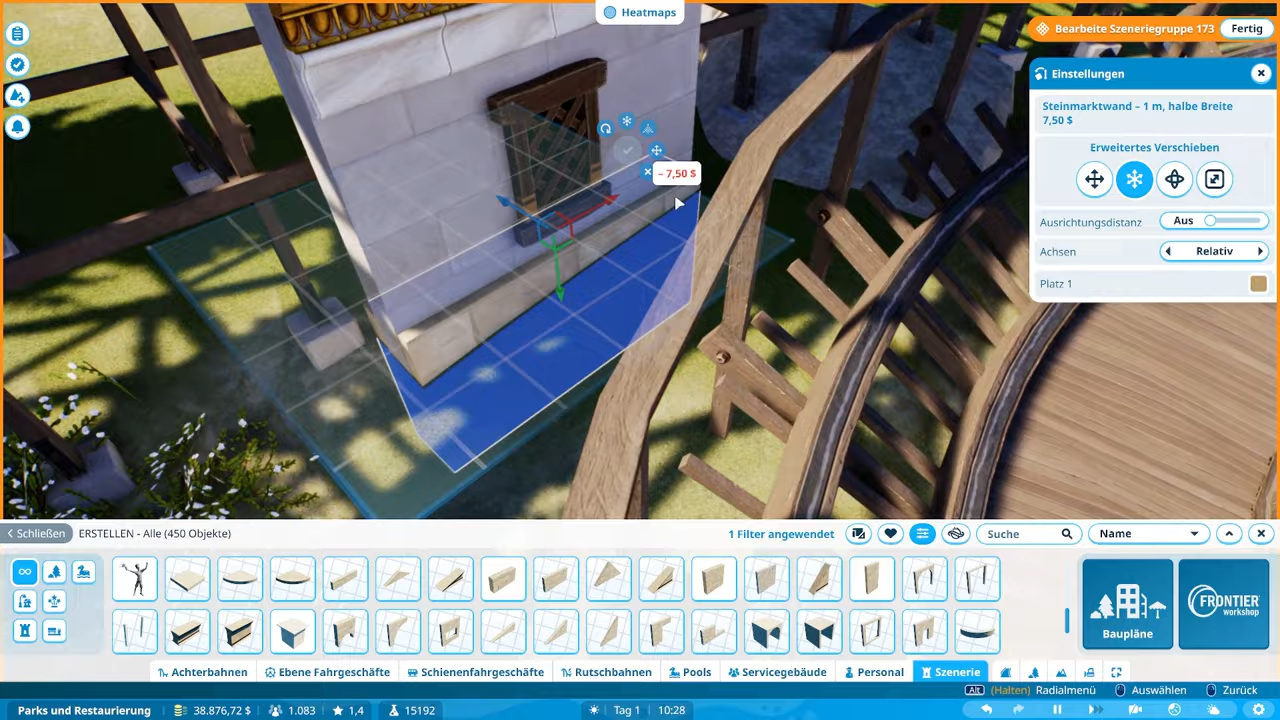 Heatmaps
Bearbeite Szeneriegruppe 173
Fertig
Einstellungen
Steinmarktwand – 1 m, halbe Breite
7,50 $
Erweitertes Verschieben
Ausrichtungsdistanz
Aus
Achsen
Relativ
Platz 1
– 7,50 $
Schließen
ERSTELLEN - Alle (450 Objekte)
1 Filter angewendet
Suche
Name
Baupläne
FRONTIER
workshop
Achterbahnen
Ebene Fahrgeschäfte
Schienenfahrgeschäfte
Rutschbahnen
Pools
Servicegebäude
Personal
Szenerie
Alt (Halten) Radialmenü
Auswählen
Zurück
Parks und Restaurierung
38.876,72 $
1.083
1,4
15192
Tag 1
10:28